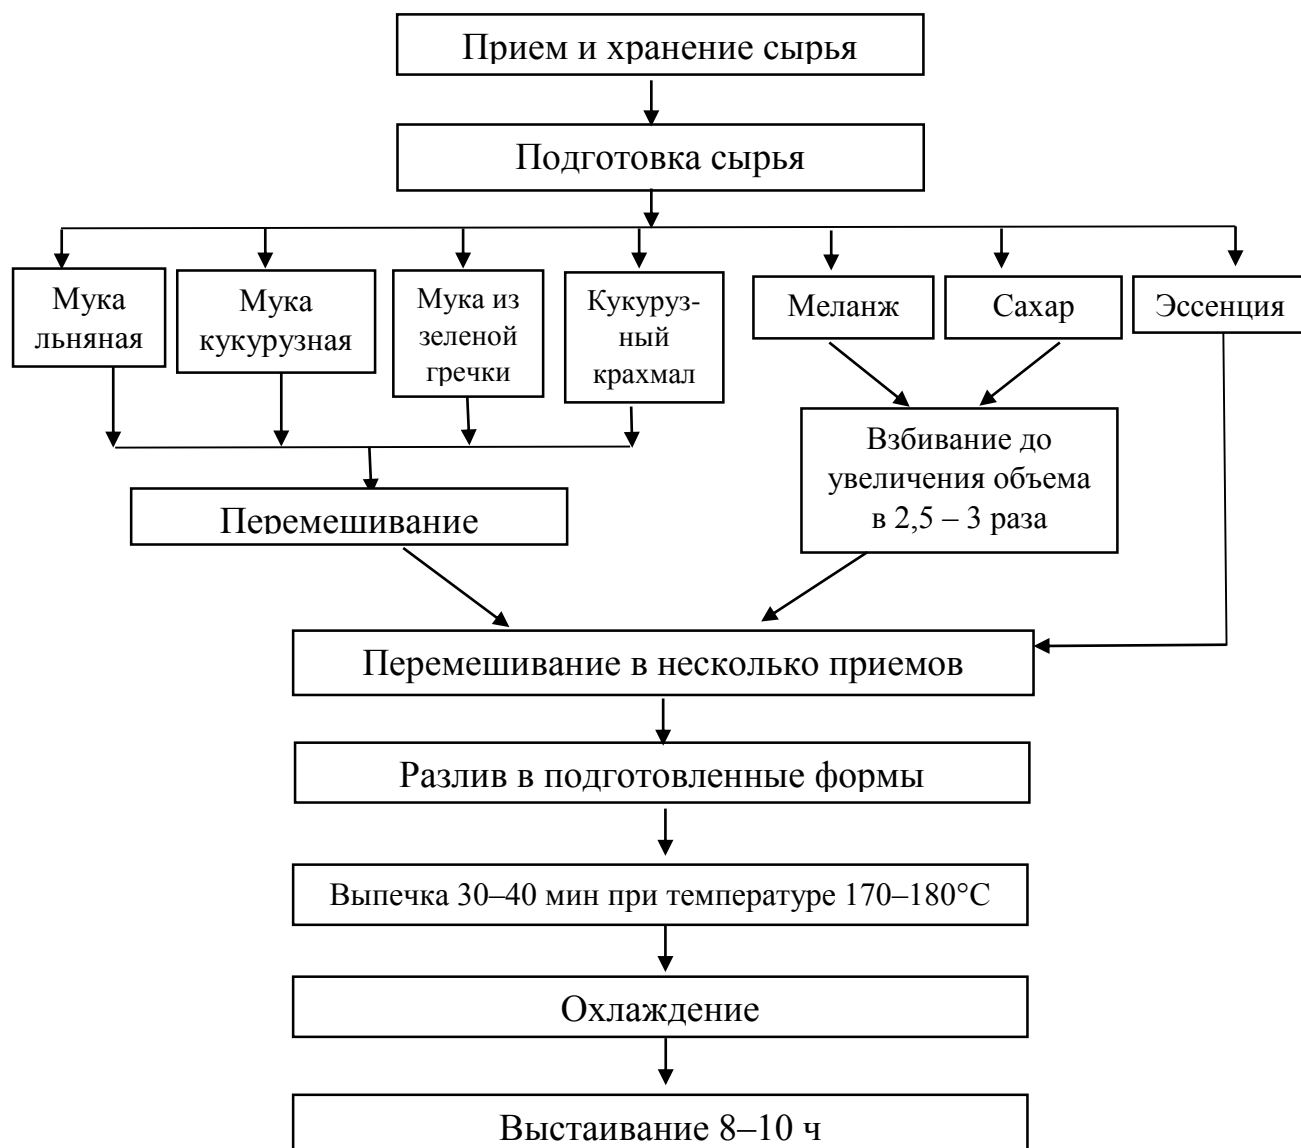 Прием и хранение сырья
Подготовка сырья
Мука
льняная
Мука
кукурузная
Мука из
зеленой
гречки
Кукуруз-
ный
крахмал
Меланж
Сахар
Эссенция
Взбивание до
увеличения объема
в 2,5 – 3 раза
Перемешивание
Перемешивание в несколько приемов
Разлив в подготовленные формы
Выпечка 30–40 мин при температуре 170–180°С
Охлаждение
Выстаивание 8–10 ч